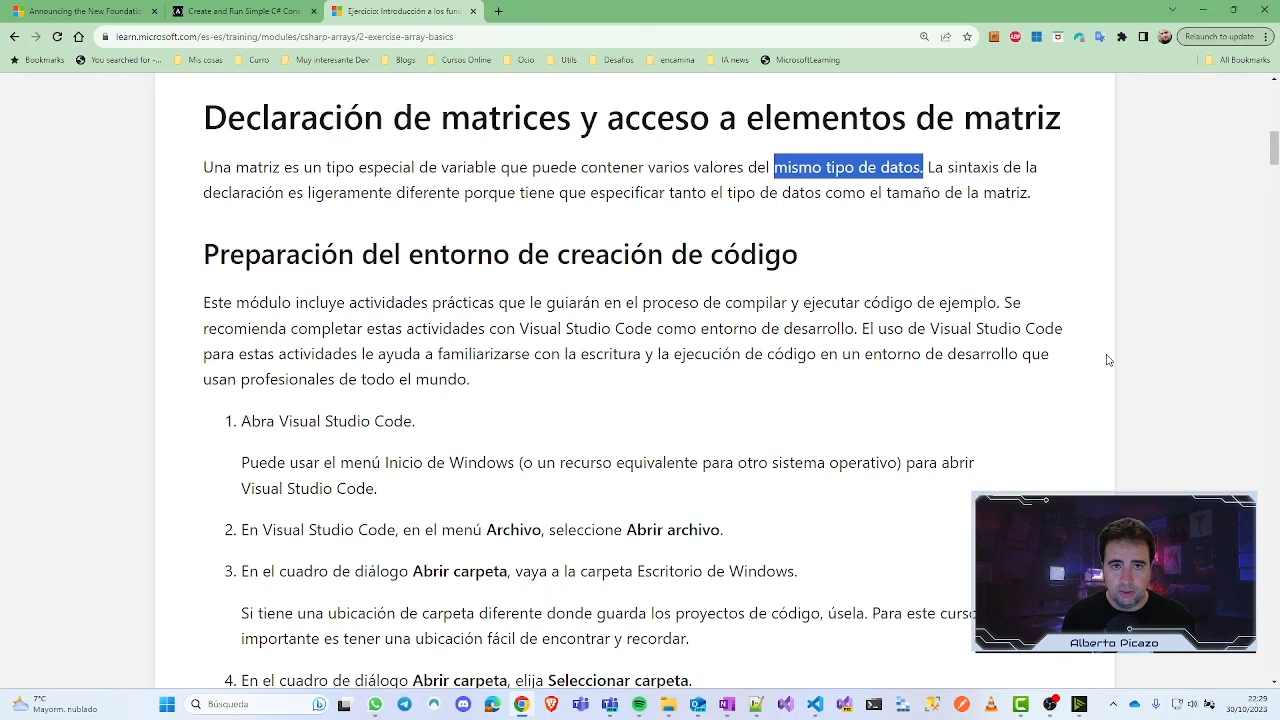 Announcing the New Foundatio
Create and Run Simple C# Con
Ejercicio: Introducción a los func
learn.microsoft.com/es-es/training/modules/csharp-arrays/2-exercise-array-basics
Relaunch to update
Bookmarks
You searched for -...
Mis cosas
Curro
Muy interesante Dev
Blogs
Cursos Online
Ocio
Utils
Desafios
encamina
IA news
MicrosoftLearning
All Bookmarks
Declaración de matrices y acceso a elementos de matriz
Una matriz es un tipo especial de variable que puede contener varios valores del mismo tipo de datos. La sintaxis de la
declaración es ligeramente diferente porque tiene que especificar tanto el tipo de datos como el tamaño de la matriz.
Preparación del entorno de creación de código
Este módulo incluye actividades prácticas que le guiarán en el proceso de compilar y ejecutar código de ejemplo. Se
recomienda completar estas actividades con Visual Studio Code como entorno de desarrollo. El uso de Visual Studio Code
para estas actividades le ayuda a familiarizarse con la escritura y la ejecución de código en un entorno de desarrollo que
usan profesionales de todo el mundo.
1. Abra Visual Studio Code.
Puede usar el menú Inicio de Windows (o un recurso equivalente para otro sistema operativo) para abrir
Visual Studio Code.
2. En Visual Studio Code, en el menú Archivo, seleccione Abrir archivo.
3. En el cuadro de diálogo Abrir carpeta, vaya a la carpeta Escritorio de Windows.
Si tiene una ubicación de carpeta diferente donde guarda los proyectos de código, úsela. Para este curso
importante es tener una ubicación fácil de encontrar y recordar.
4. En el cuadro de diálogo Abrir carpeta, elija Seleccionar carpeta.
Alberto Picazo
7°C
Mayorm. nublado
Búsqueda
22:29
30/10/2023